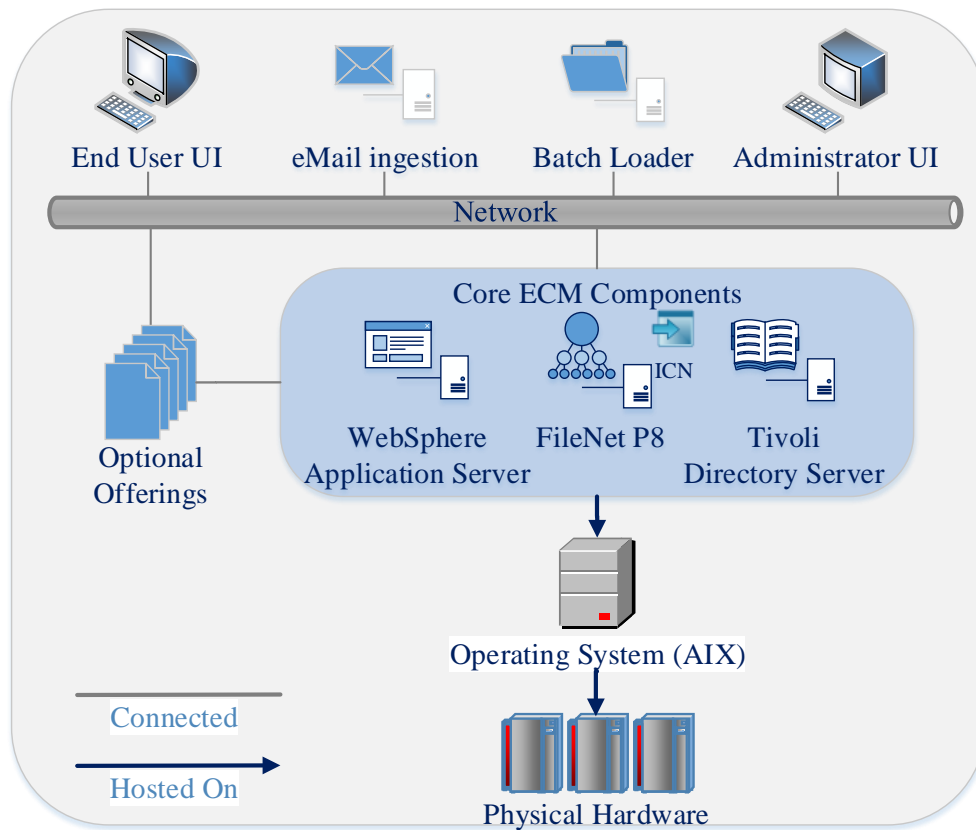 End User UI
eMail ingestion
Batch Loader
Administrator UI
Network
Core ECM Components
ICN
WebSphere
Application Server
FileNet P8
Tivoli
Directory Server
Optional
Offerings
Operating System (AIX)
Connected
Hosted On
Physical Hardware